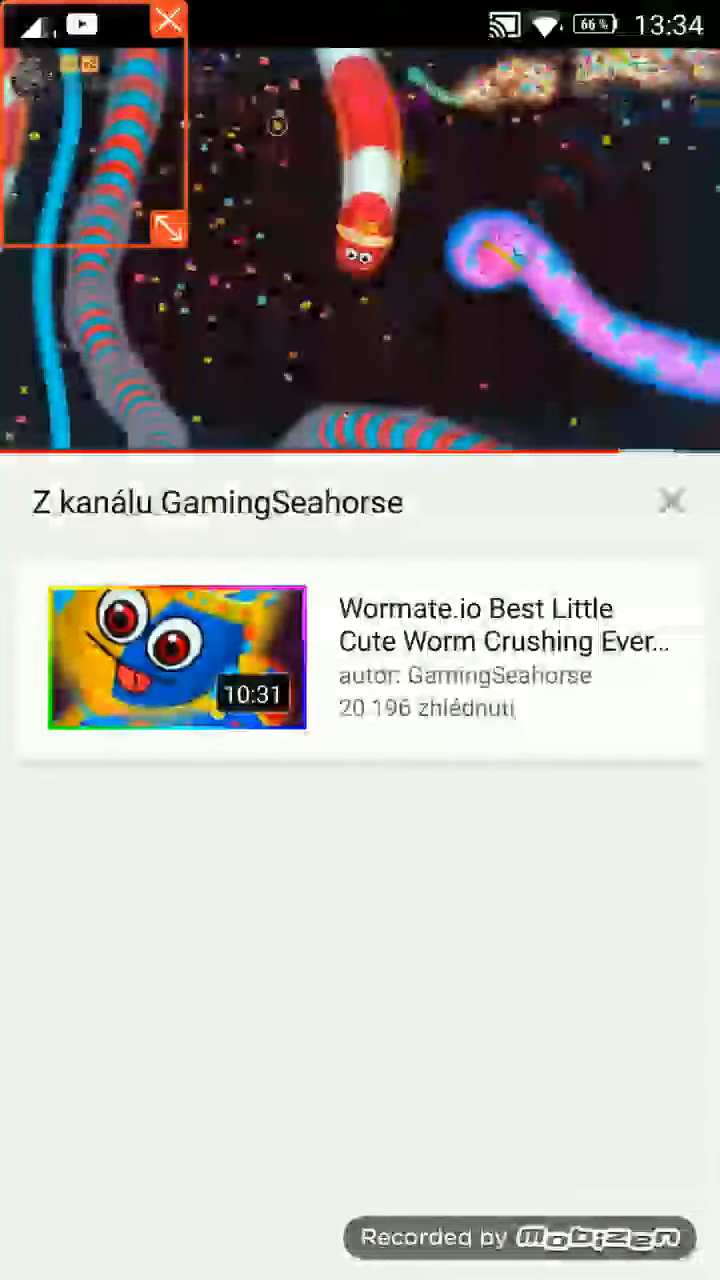 66 %
13:34
x2
Z kanálu GamingSeahorse
Wormate.io Best Little
Cute Worm Crushing Ever...
autor: GamingSeahorse
20 196 zhlédnutí
10:31
Recorded by mobizen